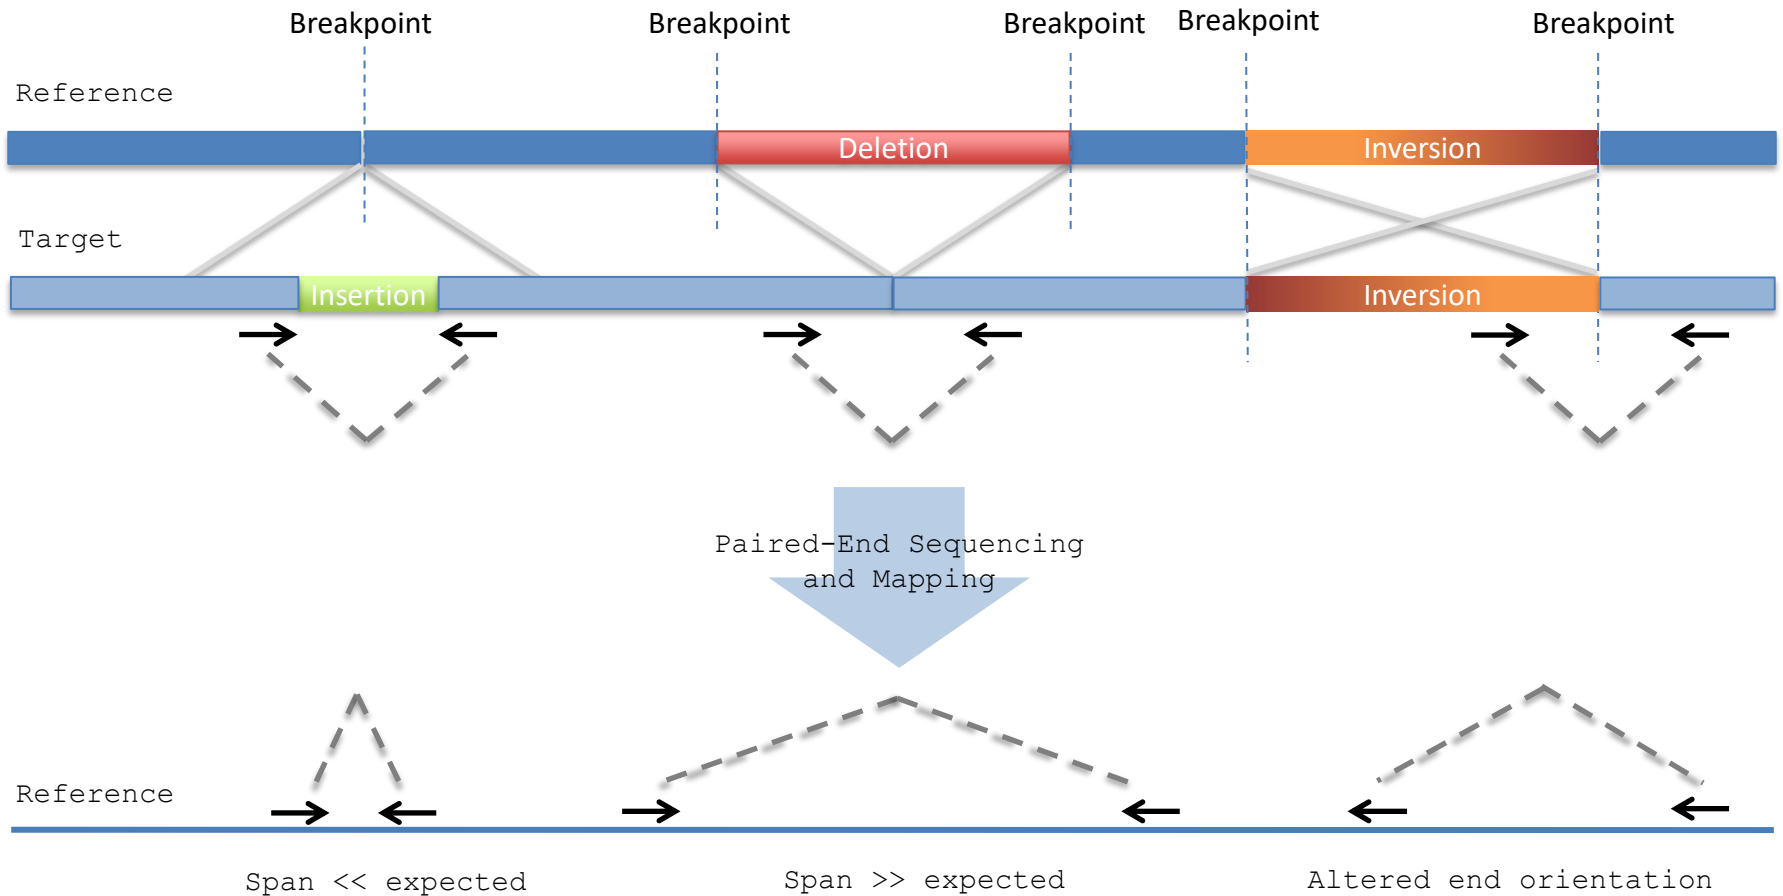 Breakpoint Breakpoint Breakpoint Breakpoint Breakpoint
Reference
Deletion Inversion
Target
Insertion Inversion
Paired-End Sequencing
and Mapping
Reference
Span << expected Span >> expected Altered end orientation